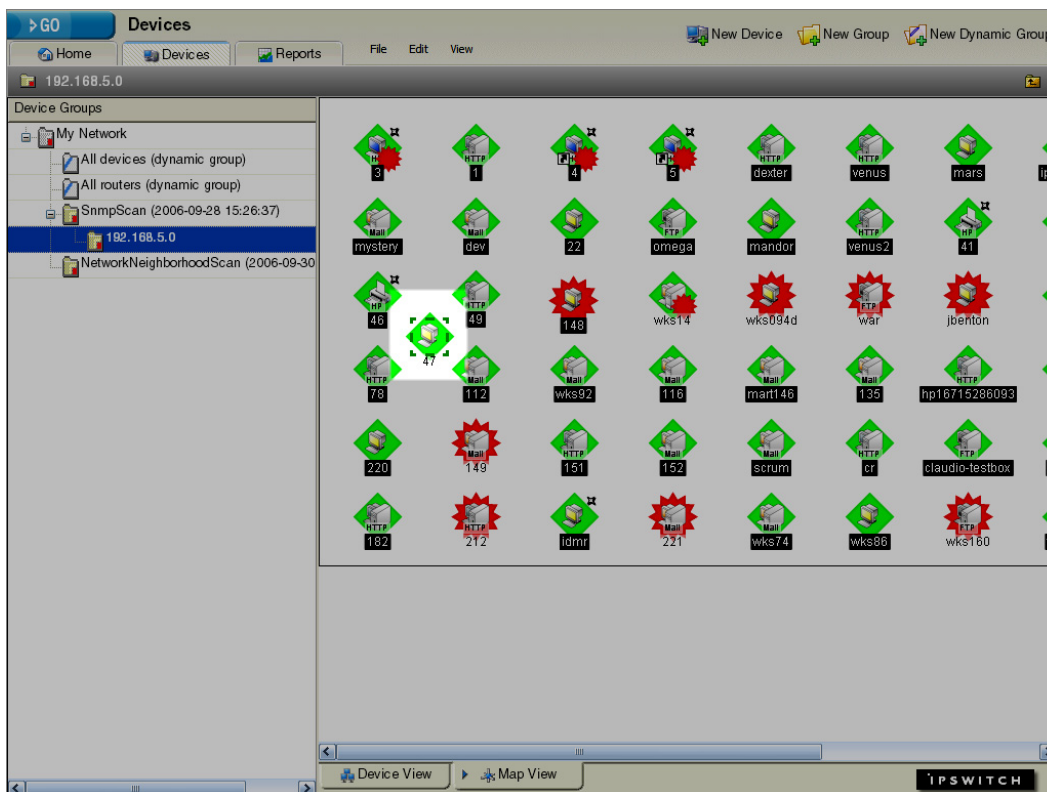 GO
Devices
New Device
New Group
New Dynamic Group
Home
Devices
Reports
File
Edit
View
192.168.5.0
Device Groups
My Network
All devices (dynamic group)
All routers (dynamic group)
SnmpScan (2006-09-28 15:26:37)
192.168.5.0
NetworkNeighborhoodScan (2006-09-30
3
HTTP
1
4
5
HTTP
dexter
HTTP
venus
mars
Mail
mystery
Mail
dev
22
FTP
omega
mandor
HTTP
venus2
HP
41
HP
46
47
HTTP
49
148
wks14
wks094d
FTP
war
jbenton
HTTP
78
Mail
112
Mail
wks92
Mail
116
Mail
mart146
Mail
135
HTTP
hp16715286093
220
Mail
149
HTTP
151
Mail
152
Mail
scrum
HTTP
cr
FTP
claudio-testbox
HTTP
182
HTTP
212
idmr
Mail
221
Mail
wks74
wks86
FTP
wks160
Device View
Map View
IPSWITCH